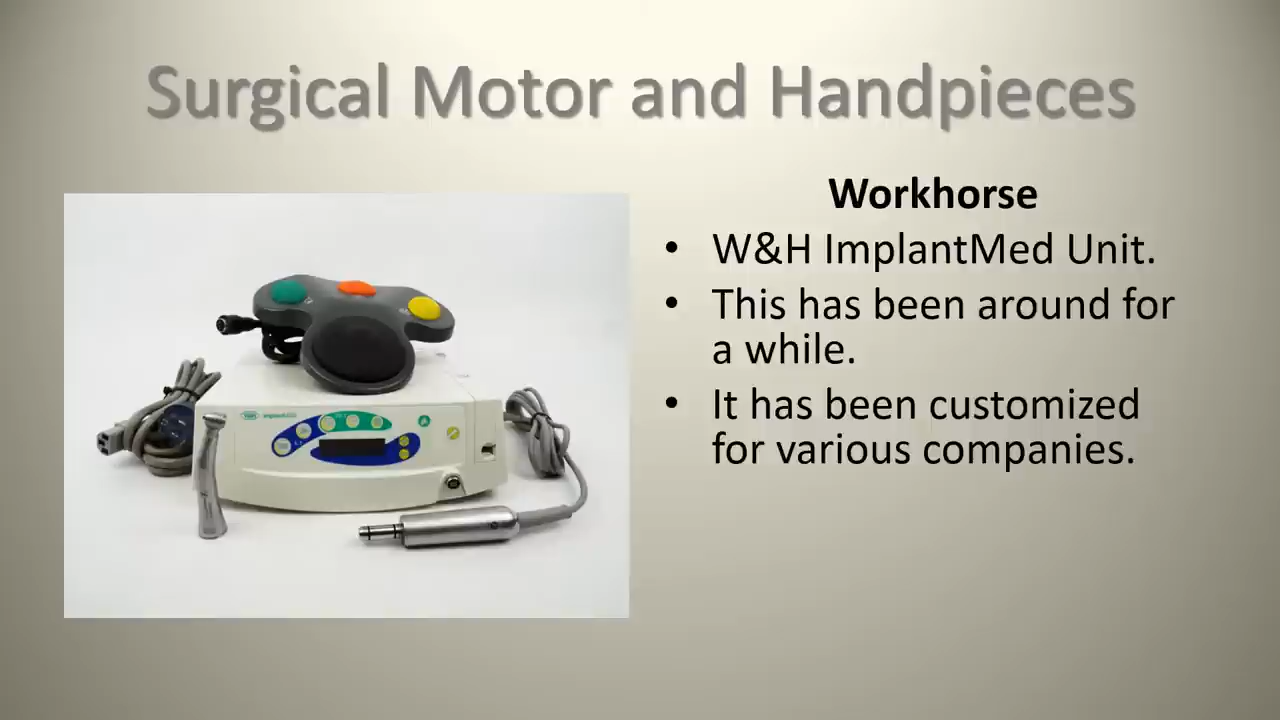 Surgical Motor and Handpieces
Workhorse
• W&H ImplantMed Unit.
• This has been around for
a while.
• It has been customized
for various companies.